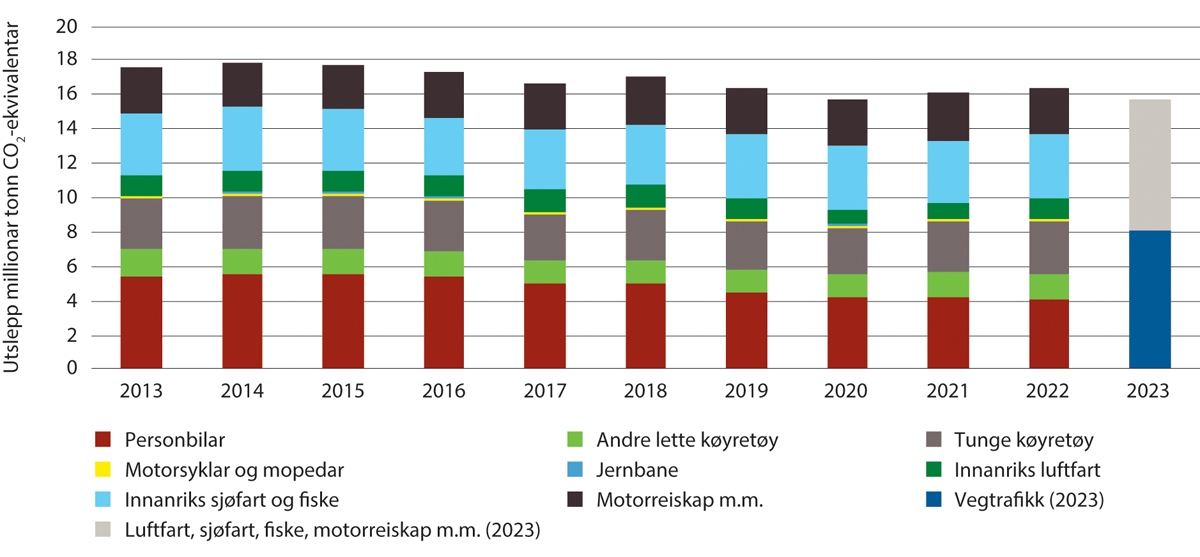 Utslepp millionar tonn CO₂-ekvivalentar
20
18
16
14
12
10
8
6
4
2
0
2013 2014 2015 2016 2017 2018 2019 2020 2021 2022 2023
Personbilar Andre lette køyretøy Tunge køyretøy
Motorsyklar og mopedar Jernbane Innanriks luftfart
Innanriks sjøfart og fiske Motorreiskap m.m. Vegtrafikk (2023)
Luftfart, sjøfart, fiske, motorreiskap m.m. (2023)